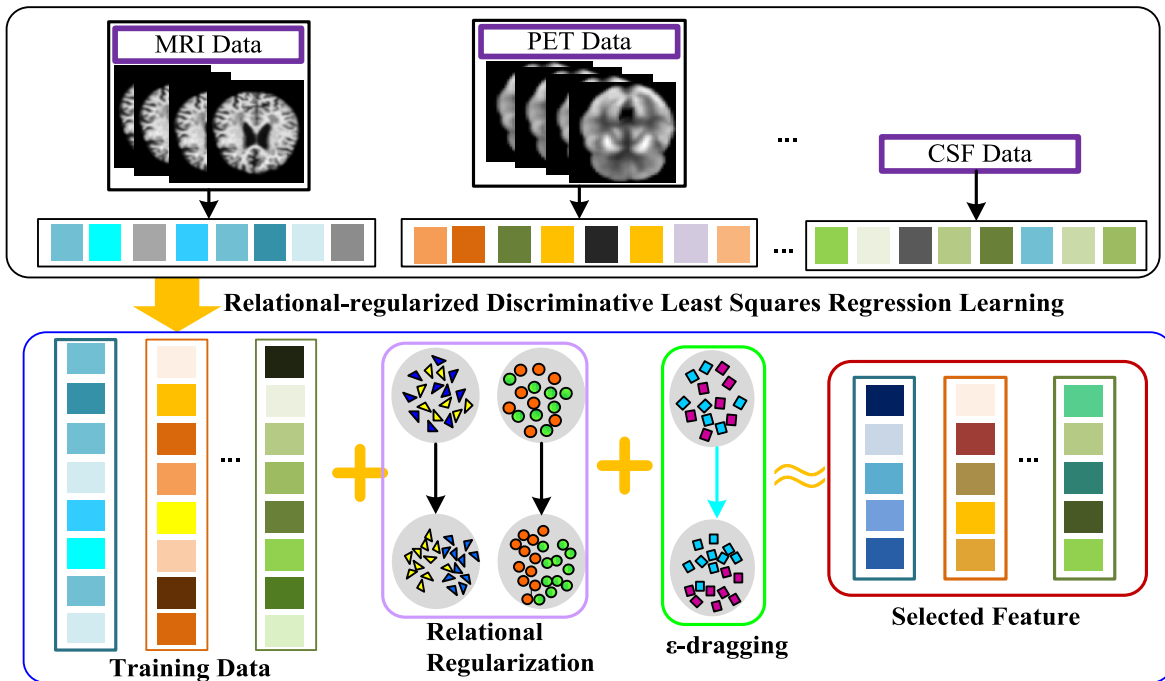 MRI Data
PET Data
...
CSF Data
...
Relational-regularized Discriminative Least Squares Regression Learning
...
...
Training Data
Relational
Regularization
ε-dragging
Selected Feature